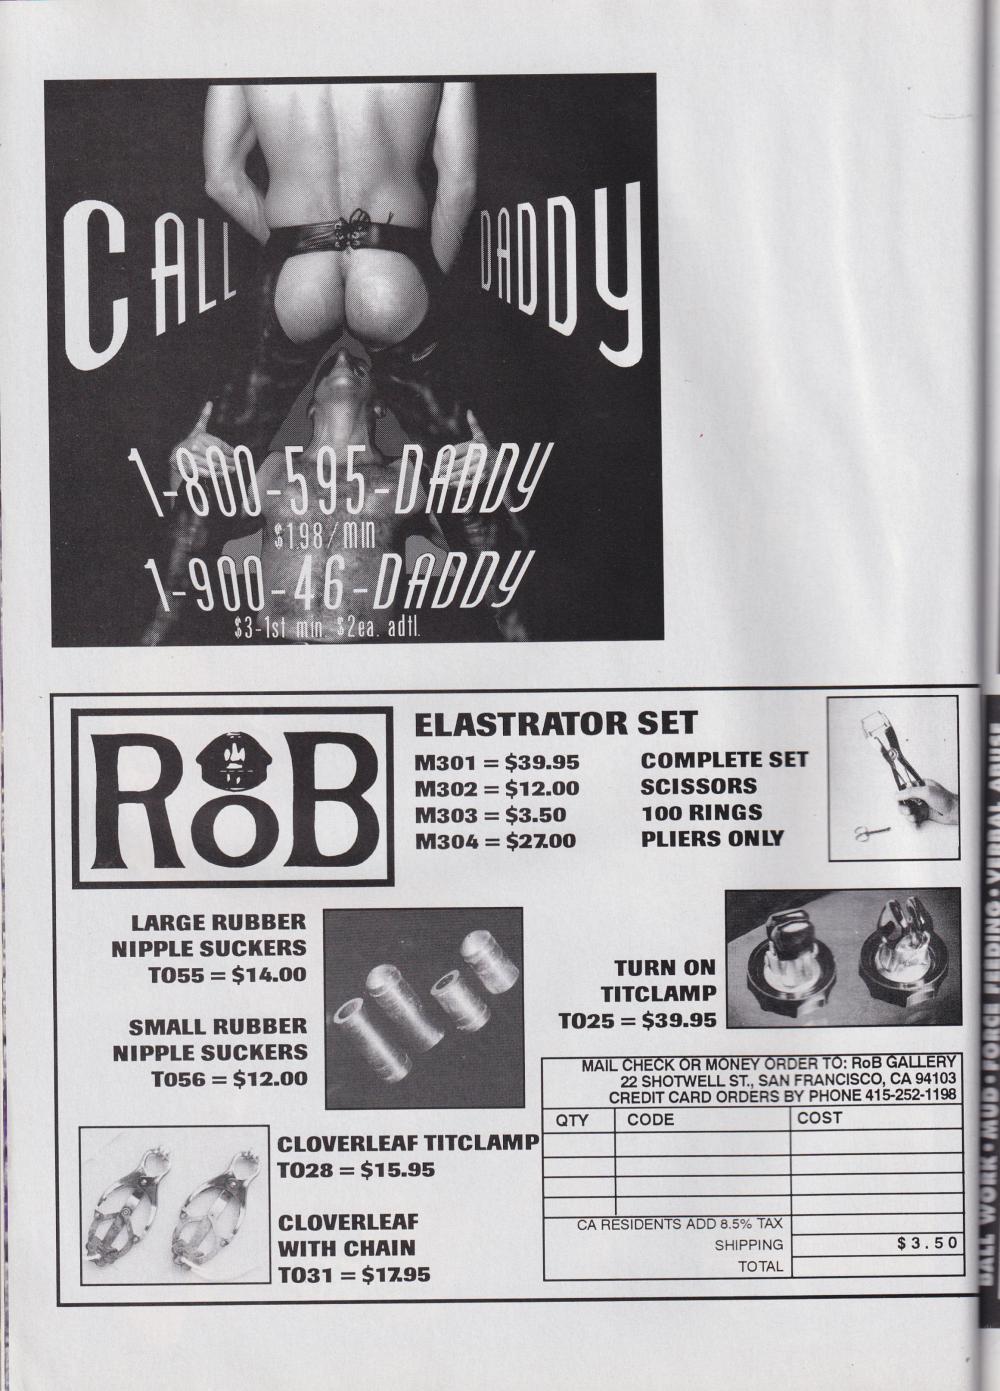 CALL DADDY
1-800-595-DADDY
$1.98/min
1-900-46-DADDY
$3-1st min. $2ea. adtl.
RoB
ELASTRATOR SET
M301 = $39.95 COMPLETE SET
M302 = $12.00 SCISSORS
M303 = $3.50 100 RINGS
M304 = $27.00 PLIERS ONLY
LARGE RUBBER
NIPPLE SUCKERS
TO55 = $14.00
SMALL RUBBER
NIPPLE SUCKERS
TO56 = $12.00
TURN ON
TITCLAMP
TO25 = $39.95
CLOVERLEAF TITCLAMP
TO28 = $15.95
CLOVERLEAF
WITH CHAIN
TO31 = $17.95
MAIL CHECK OR MONEY ORDER TO: RoB GALLERY
22 SHOTWELL ST., SAN FRANCISCO, CA 94103
CREDIT CARD ORDERS BY PHONE 415-252-1198
QTY CODE COST
CA RESIDENTS ADD 8.5% TAX
SHIPPING $3.50
TOTAL
BALL WORK • MUD • FORCE FEEDING • VERBAL ABUSE